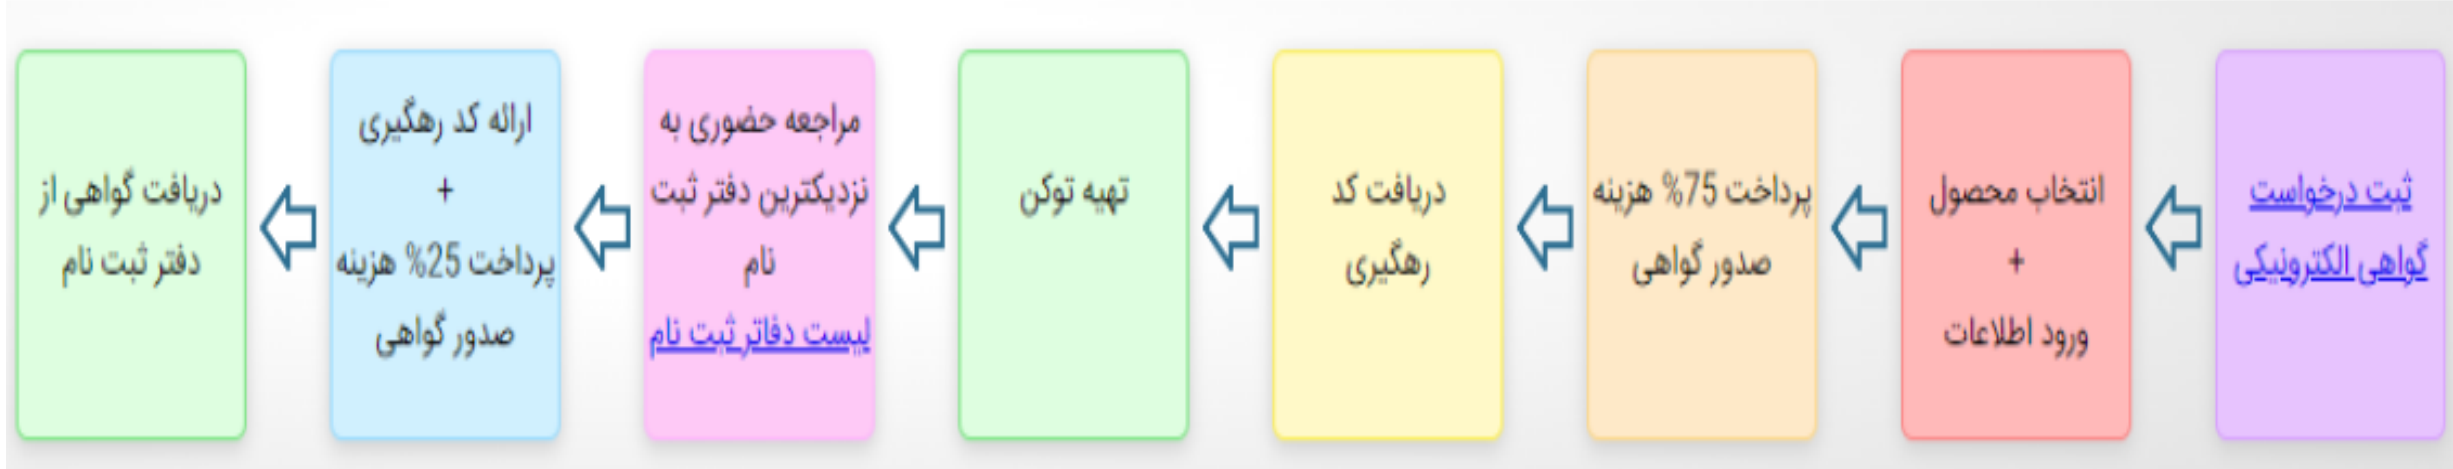 ثبت درخواست
گواهی الکترونیکی
انتخاب محصول
+
ورود اطلاعات
پرداخت 75% هزینه
صدور گواهی
دریافت کد
رهگیری
تهیه توکن
مراجعه حضوری به
نزدیکترین دفتر ثبت
نام
لیست دفاتر ثبت نام
ارائه کد رهگیری
+
پرداخت 25% هزینه
صدور گواهی
دریافت گواهی از
دفتر ثبت نام